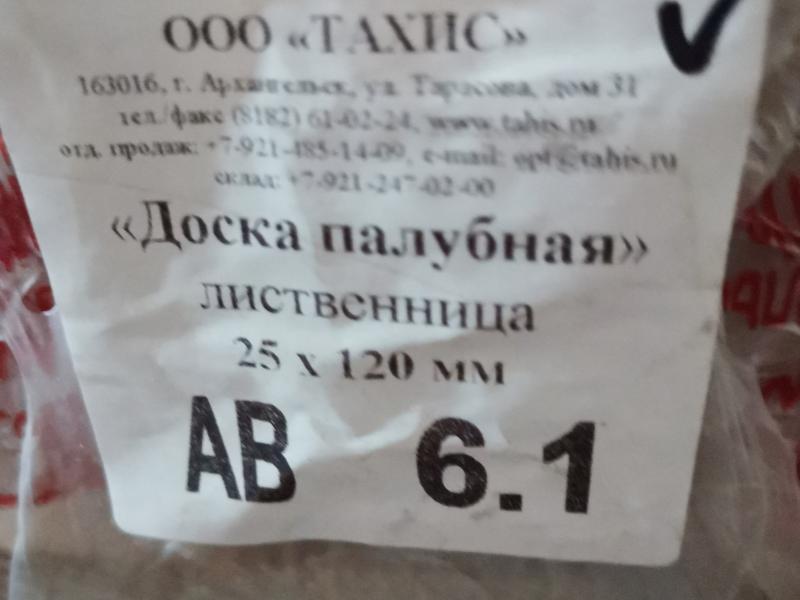 ООО «ТАХИС»
163016, г. Архангельск, ул. Тарасова, дом 31
тел./факс (8182) 61-02-24, www.tahis.ru
отд. продаж: +7-921-485-14-09, e-mail: opt@tahis.ru
склад: +7-921-247-02-00
«Доска палубная»
лиственница
25 х 120 мм
АВ 6.1